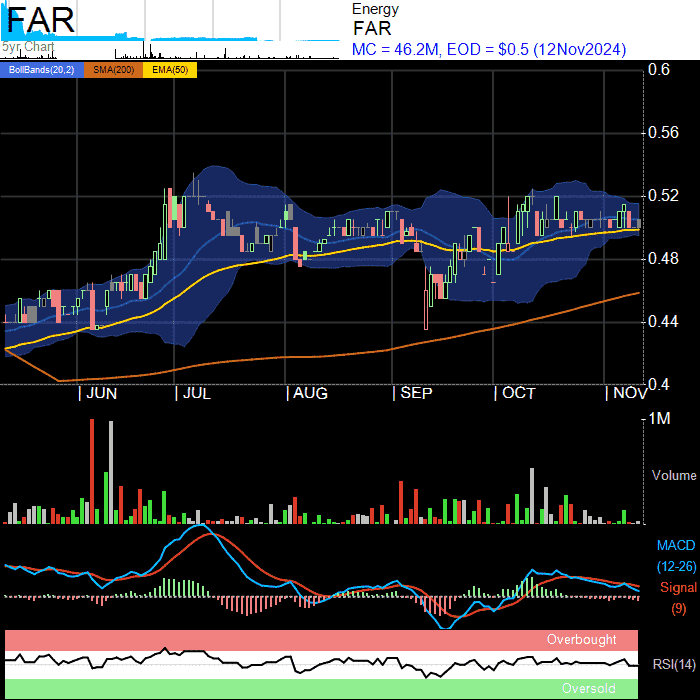 FAR
5yr Chart
Energy
FAR
MC = 46.2M, EOD = $0.5 (12Nov2024)
BollBands(20,2) SMA(200) EMA(50)
0.6
0.56
0.52
0.48
0.44
0.4
| JUN | JUL | AUG | SEP | OCT | NOV
1M
Volume
MACD
(12-26)
Signal
(9)
Overbought
RSI(14)
Oversold